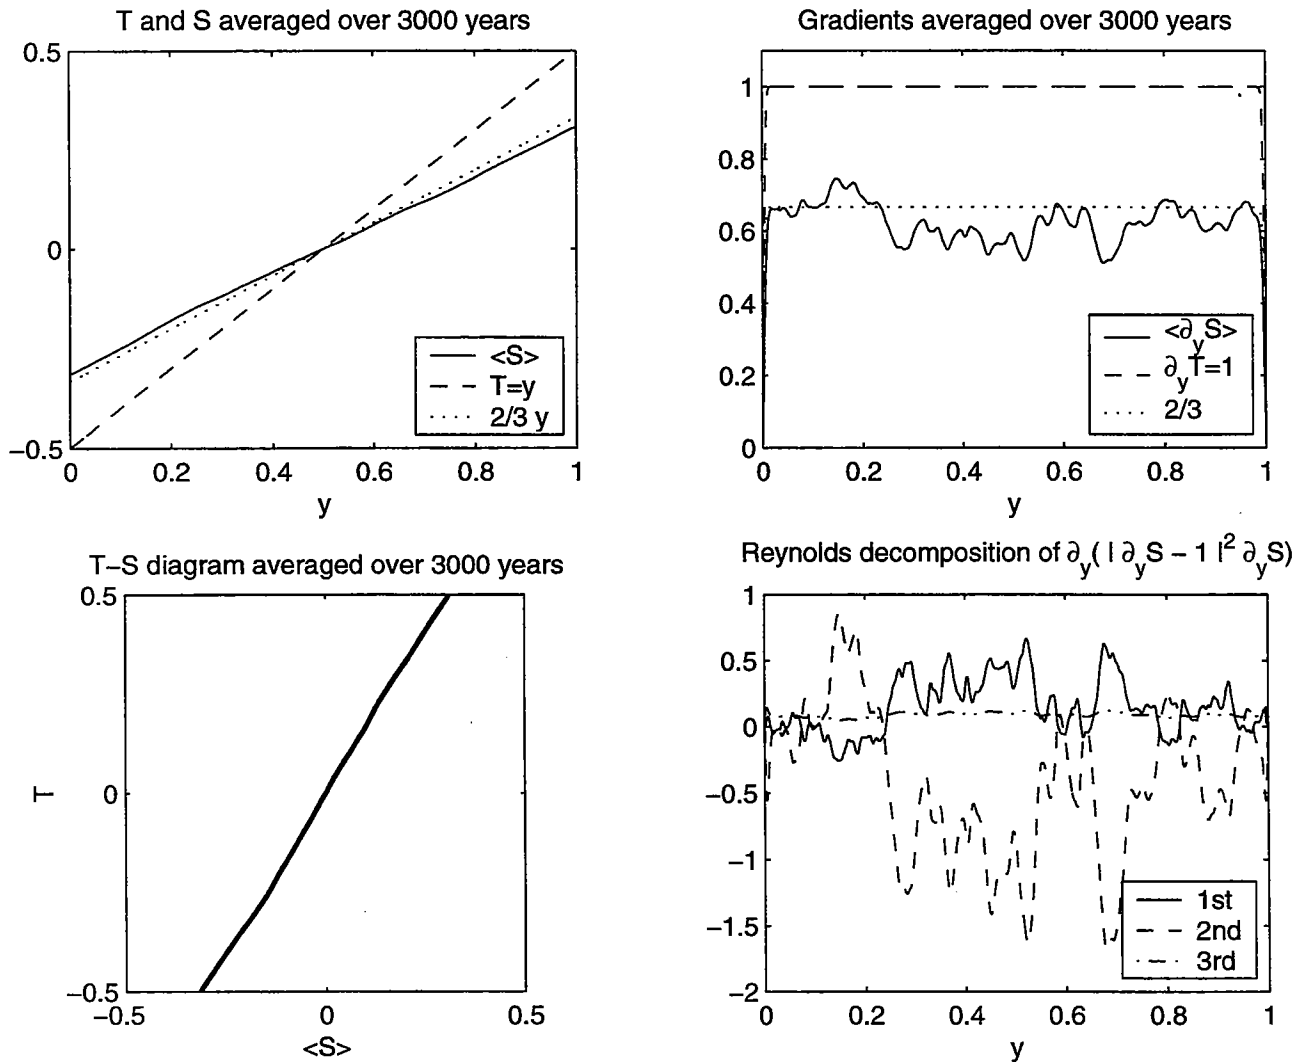 T and S averaged over 3000 years
0.5
0
−0.5
0 0.2 0.4 0.6 0.8 1
y
<S>
T=y
2/3 y
Gradients averaged over 3000 years
1
0.8
0.6
0.4
0.2
0
0 0.2 0.4 0.6 0.8 1
y
<∂yS>
∂yT=1
2/3
T−S diagram averaged over 3000 years
0.5
0
−0.5
T
−0.5 0 0.5
<S>
Reynolds decomposition of ∂y( | ∂yS − 1 |² ∂yS)
1
0.5
0
−0.5
−1
−1.5
−2
0 0.2 0.4 0.6 0.8 1
y
1st
2nd
3rd